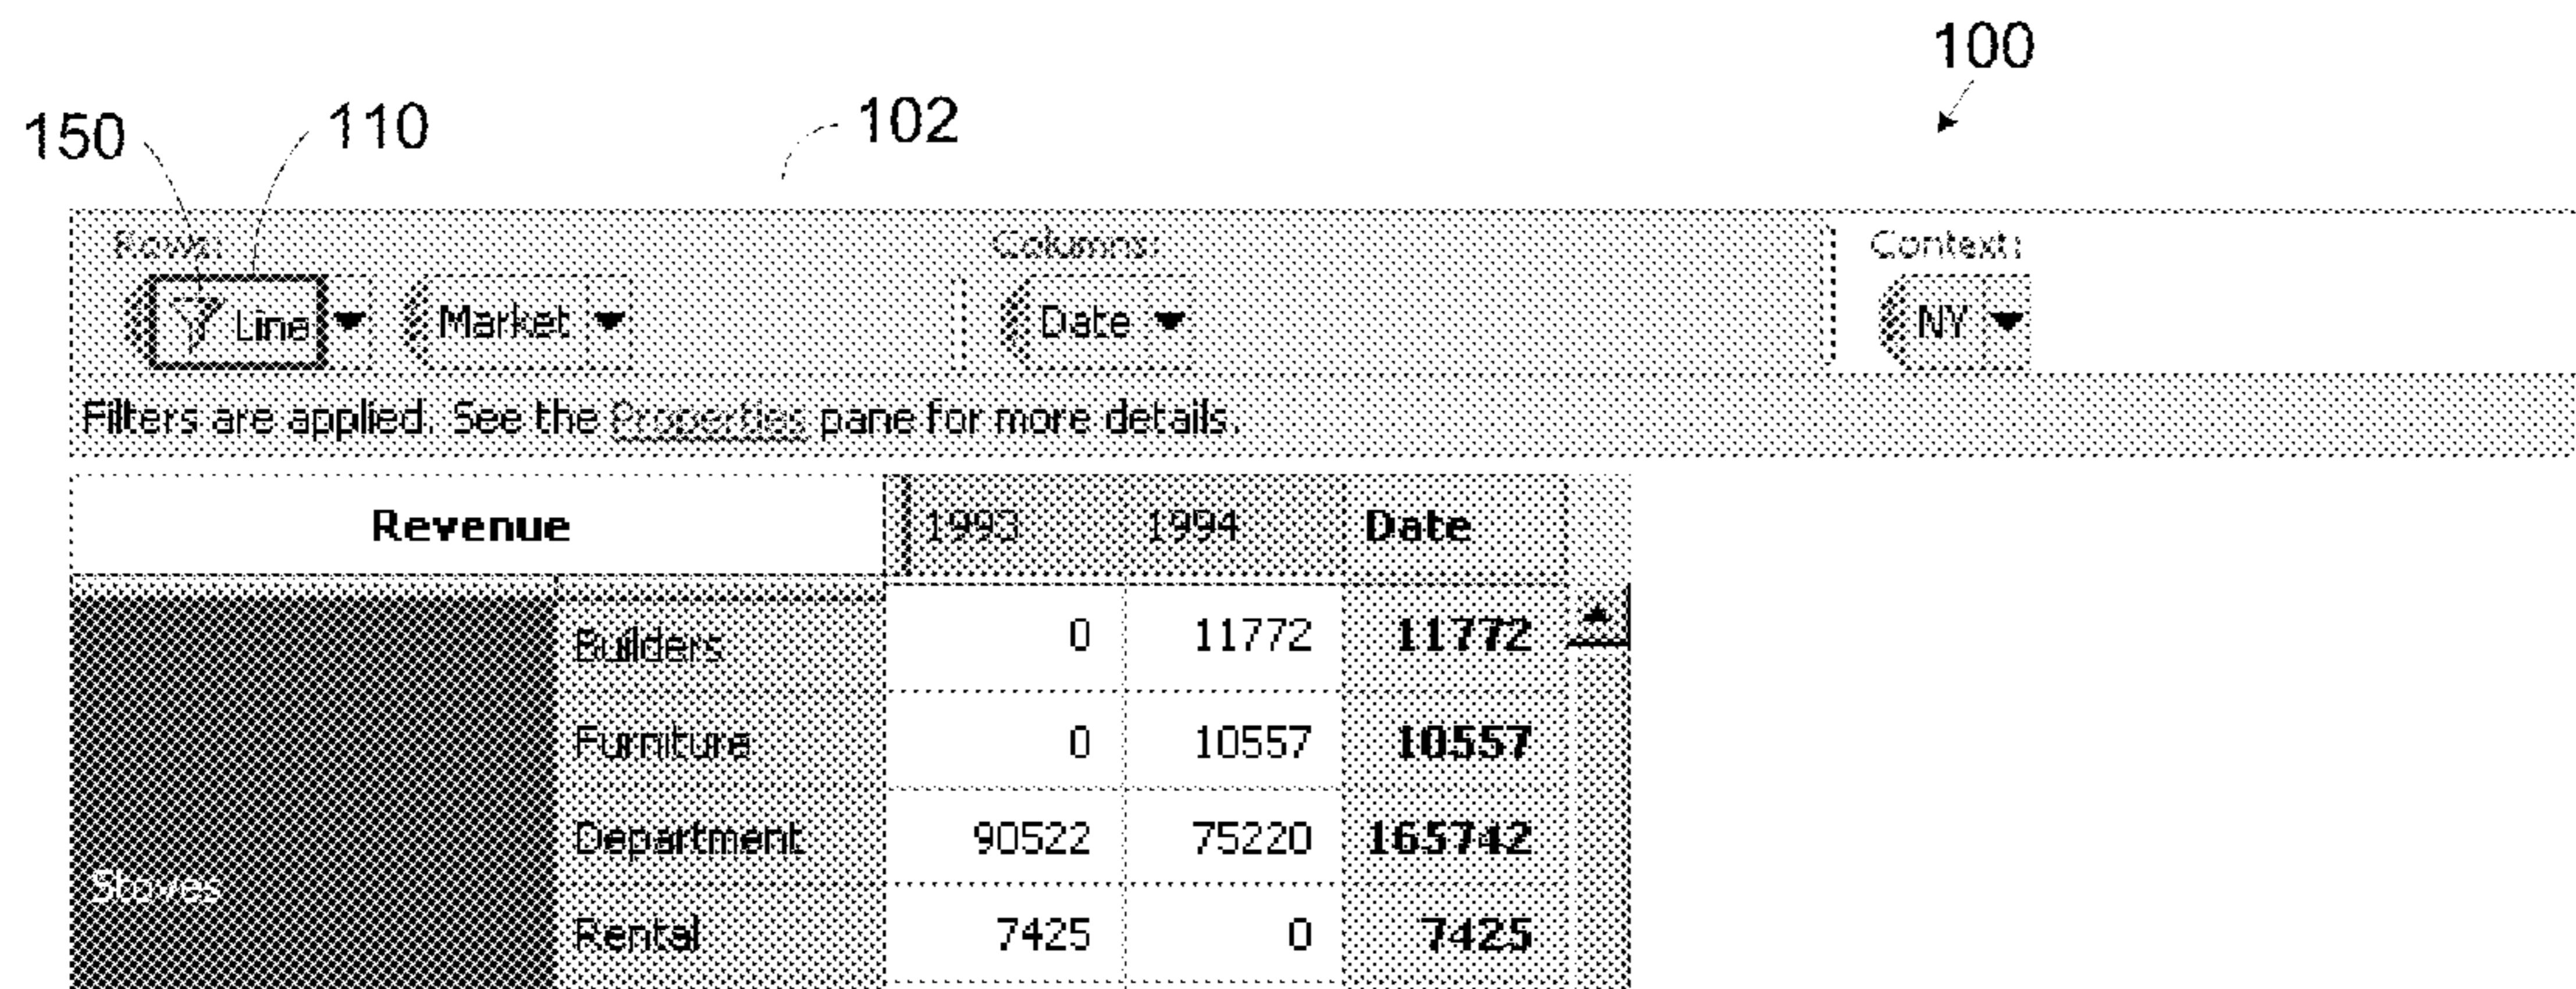 100
150 110 102
Rows: Columns: Context:
Line Market Date NY
Filters are applied. See the Properties pane for more details.
Revenue 1993 1994 Date
Builders 0 11772 11772
Furniture 0 10557 10557
Department 90522 75220 165742
Stoves
Rental 7425 0 7425